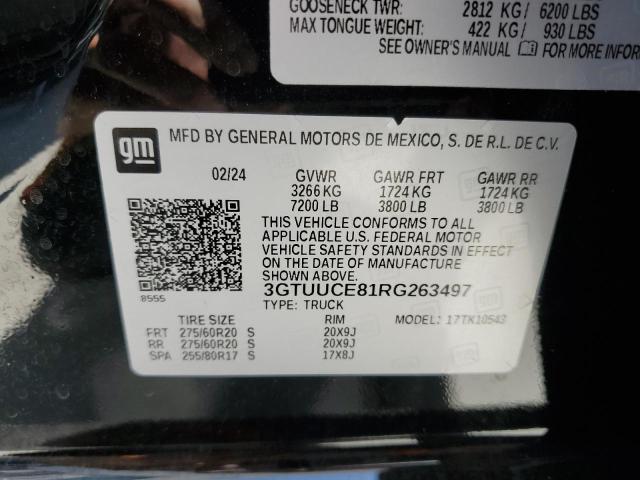 GOOSENECK TWR: 2812 KG/ 6200 LBS
MAX TONGUE WEIGHT: 422 KG/ 930 LBS
SEE OWNER'S MANUAL FOR MORE INFORM
gm
MFD BY GENERAL MOTORS DE MEXICO, S. DE R.L. DE C.V.
02/24 GVWR GAWR FRT GAWR RR
3266 KG 1724 KG 1724 KG
7200 LB 3800 LB 3800 LB
THIS VEHICLE CONFORMS TO ALL
APPLICABLE U.S. FEDERAL MOTOR
VEHICLE SAFETY STANDARDS IN EFFECT
ON THE DATE OF MANUFACTURE
SHOWN ABOVE.
8555
3GTUUCE81RG263497
TYPE: TRUCK
TIRE SIZE RIM MODEL: 17TK10543
FRT 275/60R20 S 20X9J
RR 275/60R20 S 20X9J
SPA 255/80R17 S 17X8J